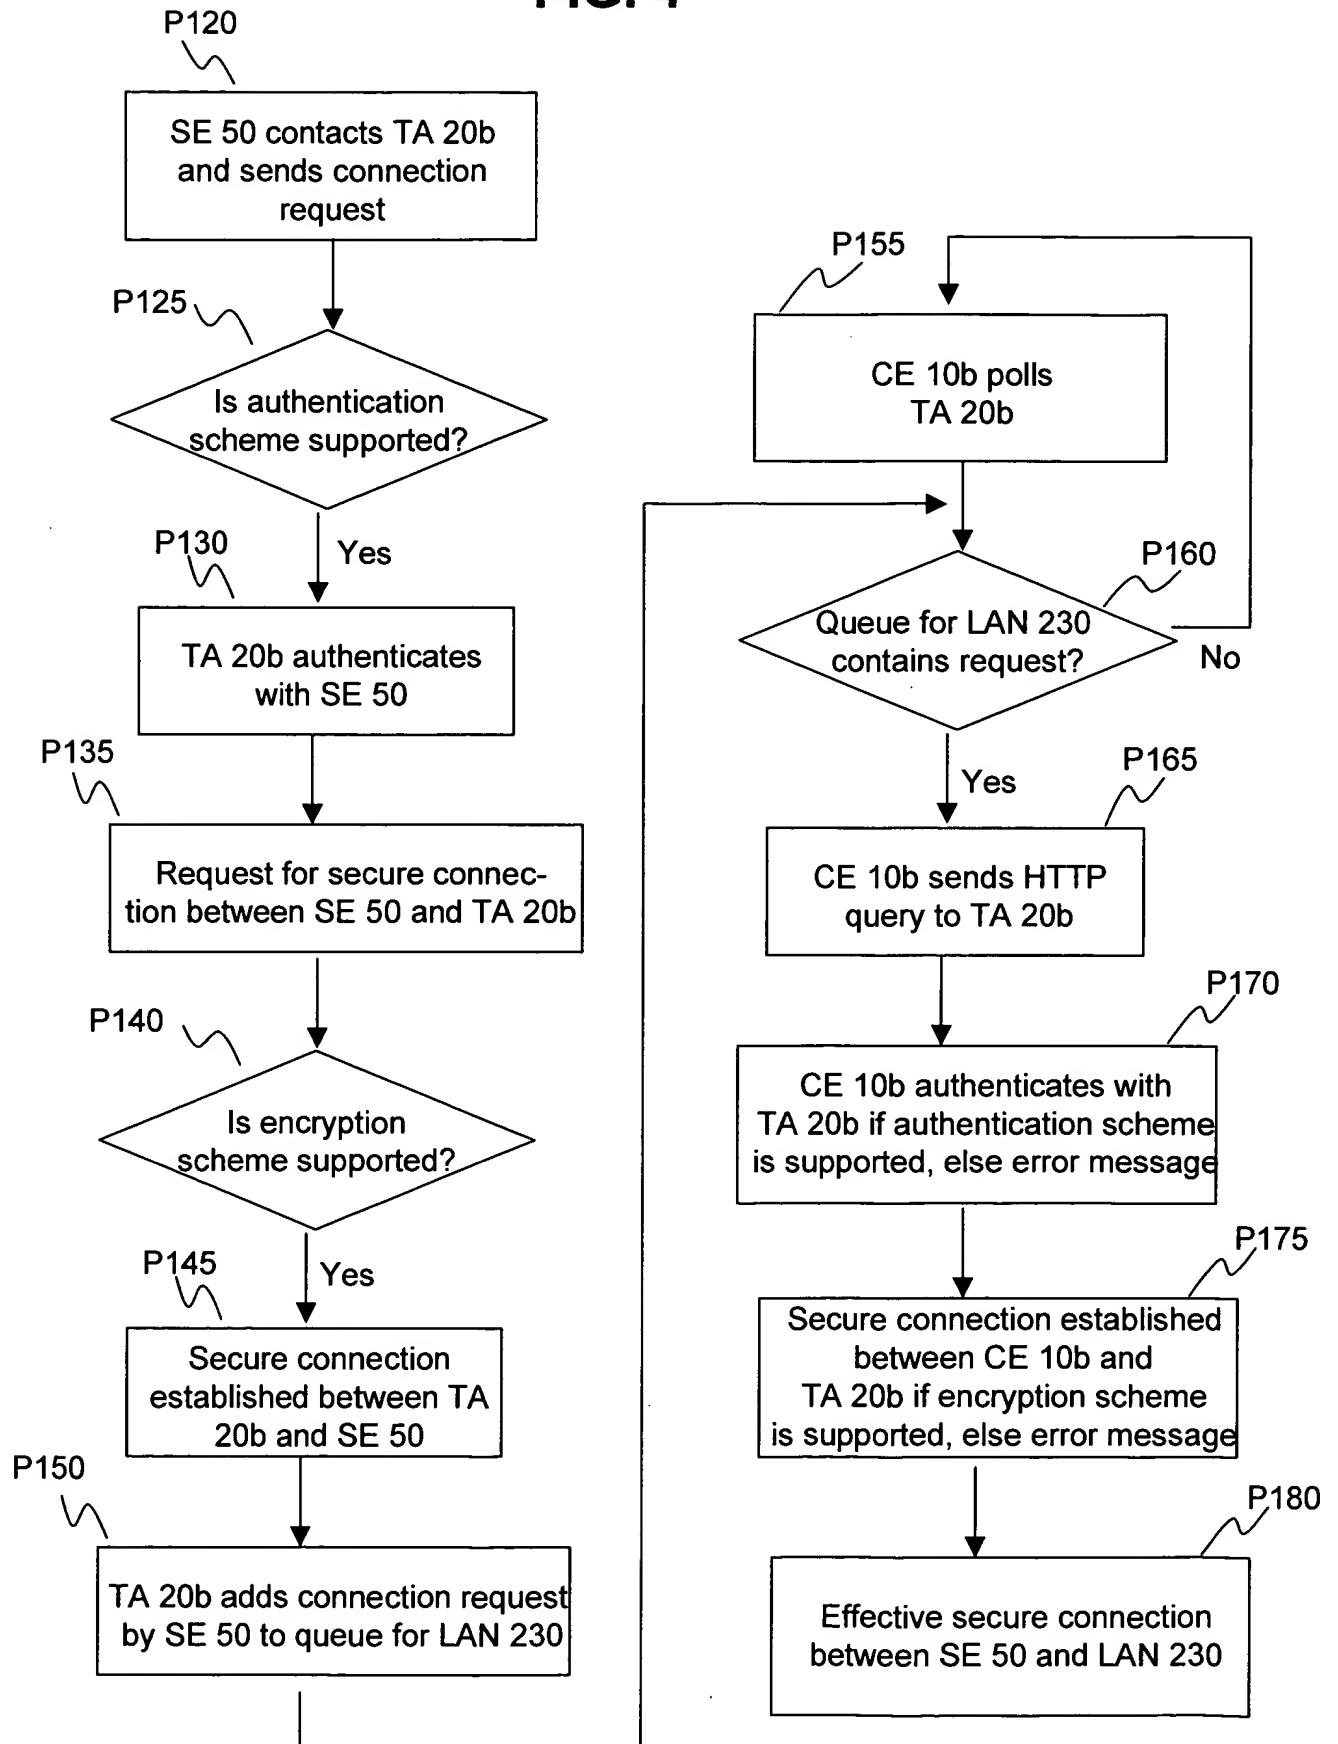 P120
SE 50 contacts TA 20b
and sends connection
request
P125
Is authentication
scheme supported?
Yes
P130
TA 20b authenticates
with SE 50
P135
Request for secure connec-
tion between SE 50 and TA 20b
P140
Is encryption
scheme supported?
Yes
P145
Secure connection
established between TA
20b and SE 50
P150
TA 20b adds connection request
by SE 50 to queue for LAN 230
P155
CE 10b polls
TA 20b
P160
Queue for LAN 230
contains request?
No
Yes
P165
CE 10b sends HTTP
query to TA 20b
P170
CE 10b authenticates with
TA 20b if authentication scheme
is supported, else error message
P175
Secure connection established
between CE 10b and
TA 20b if encryption scheme
is supported, else error message
P180
Effective secure connection
between SE 50 and LAN 230